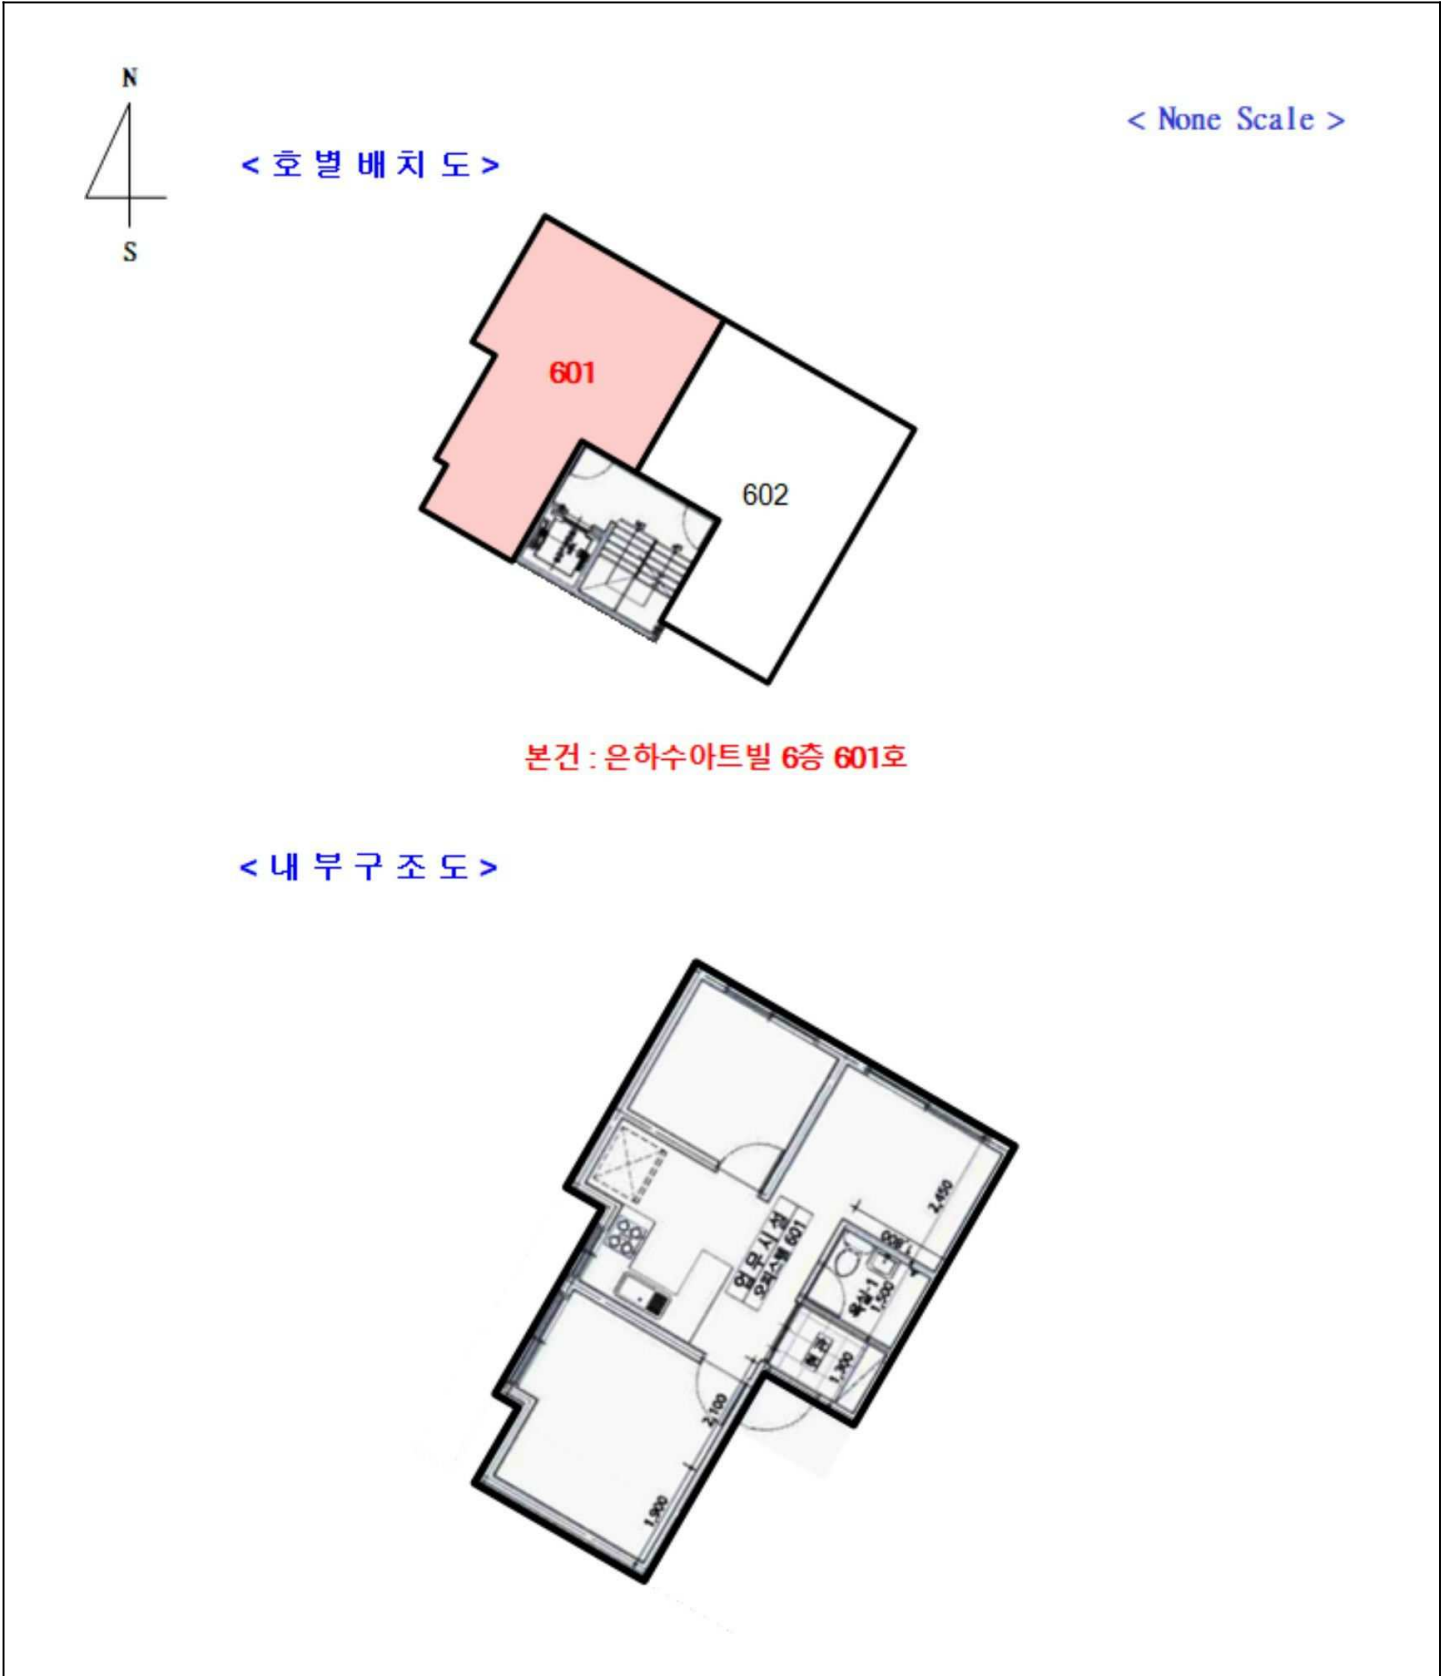 N
S
< None Scale >
< 호 별 배 치 도 >
601
602
본건 : 은하수아트빌 6층 601호
< 내 부 구 조 도 >
2,450
1,800
업 무 시 설
오피스텔 601
욕실-1
1,500
현 관
1,300
2,100
1,900